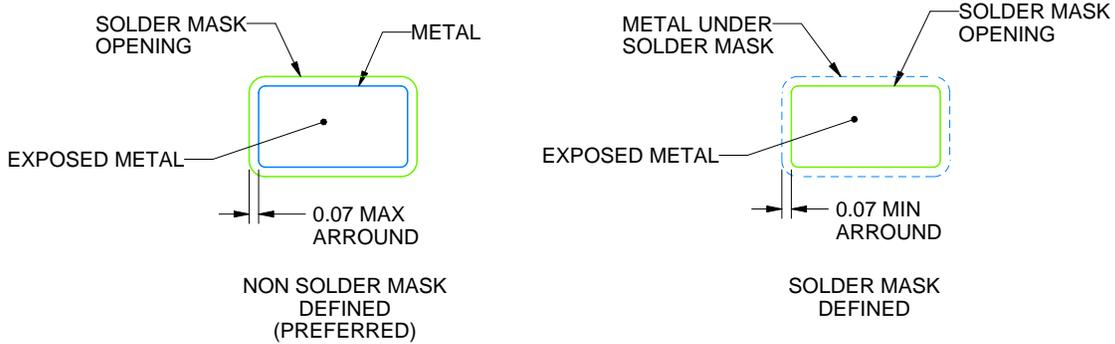 SOLDER MASK
OPENING
METAL
EXPOSED METAL
0.07 MAX
ARROUND
NON SOLDER MASK
DEFINED
(PREFERRED)
METAL UNDER
SOLDER MASK
SOLDER MASK
OPENING
EXPOSED METAL
0.07 MIN
ARROUND
SOLDER MASK
DEFINED